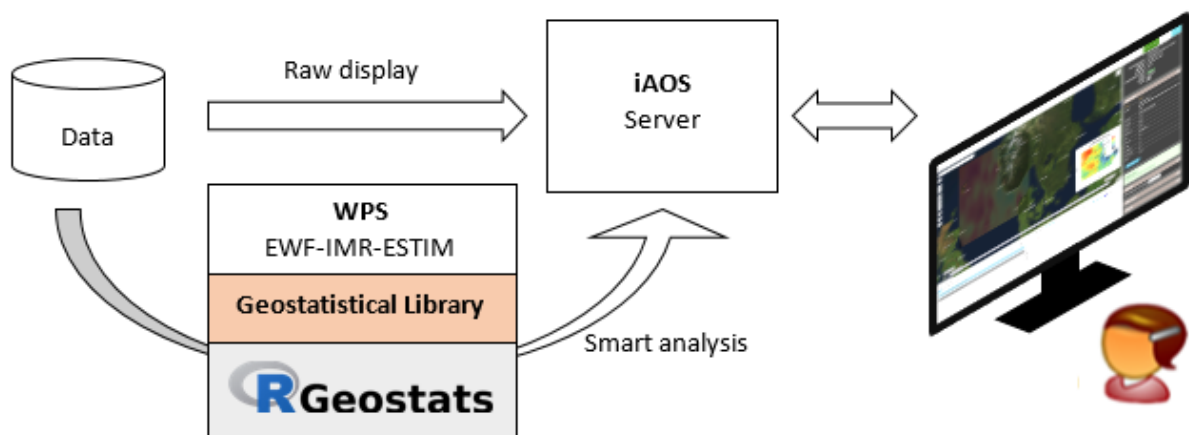 Data
Raw display
iAOS
Server
WPS
EWF-IMR-ESTIM
Geostatistical Library
RGeostats
Smart analysis